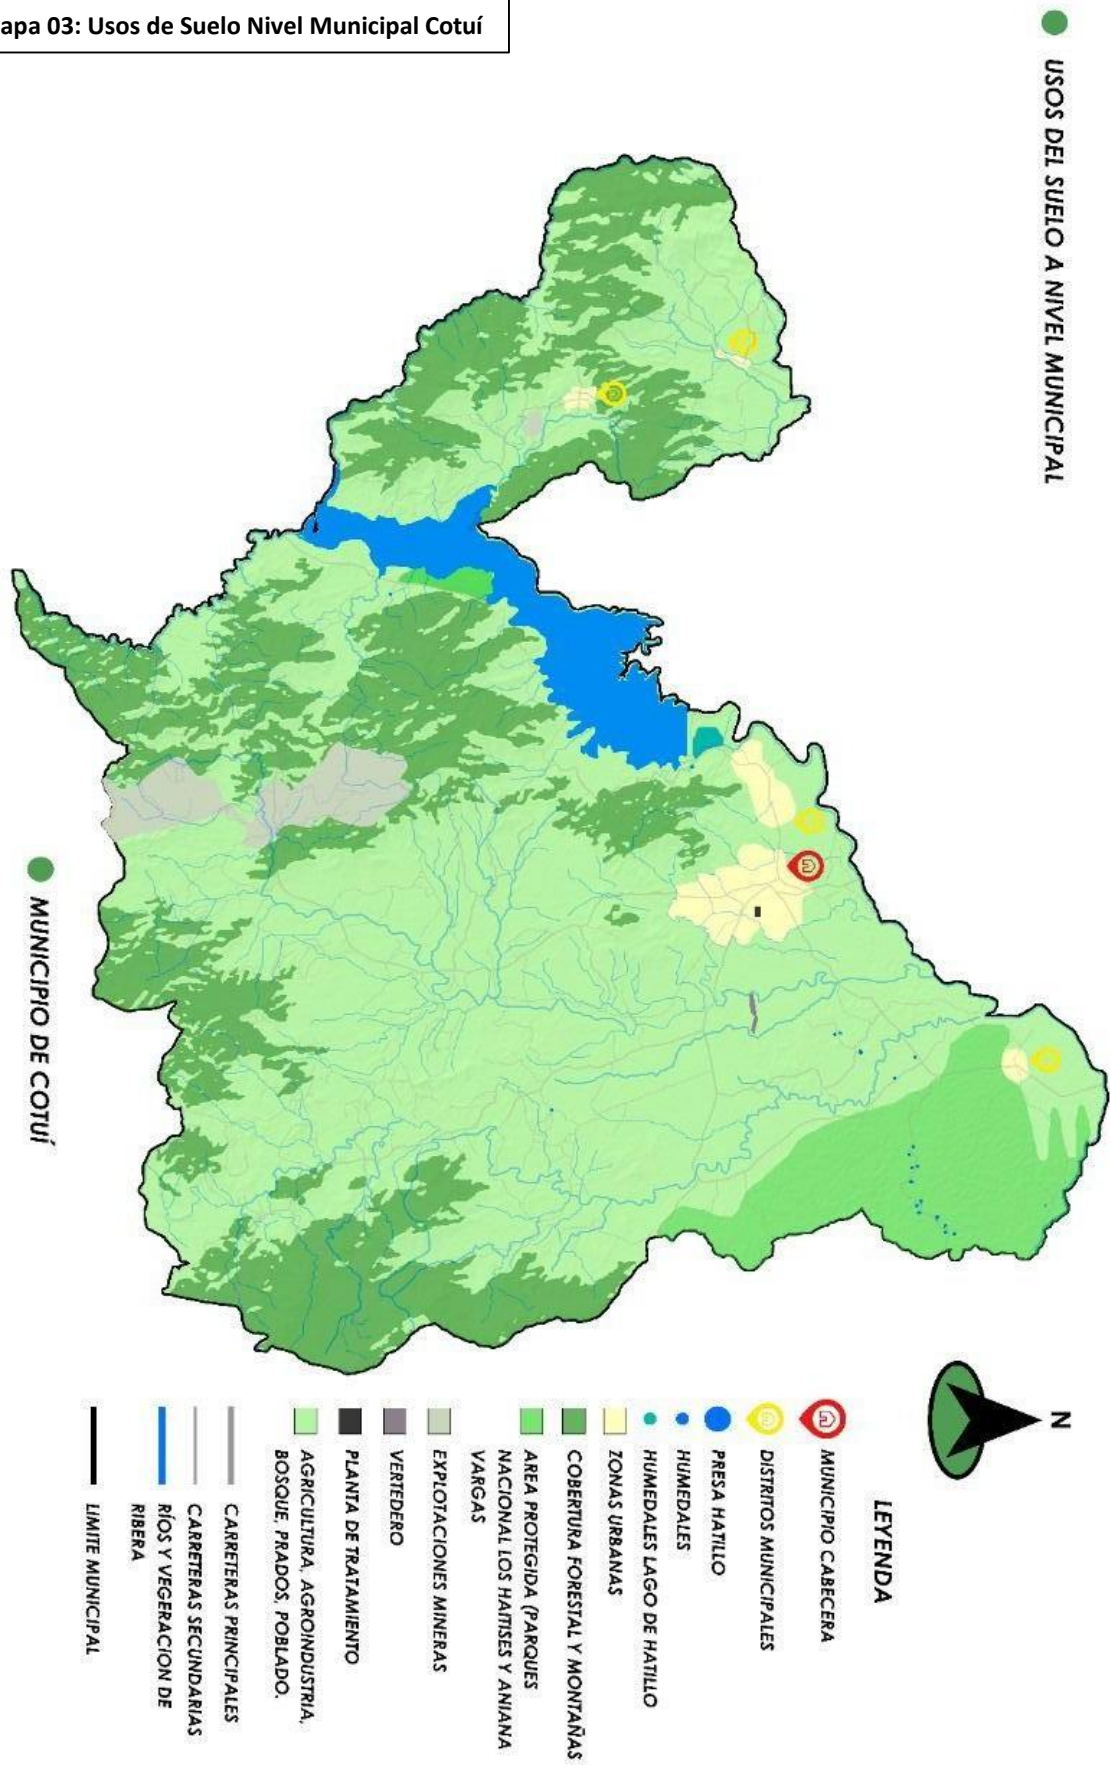 apa 03: Usos de Suelo Nivel Municipal Cotuí
USOS DEL SUELO A NIVEL MUNICIPAL
MUNICIPIO DE COTUÍ
N
LEYENDA
MUNICIPIO CABECERA
DISTRITOS MUNICIPALES
PRESA HATILLO
HUMEDALES
HUMEDALES LAGO DE HATILLO
ZONAS URBANAS
COBERTURA FORESTAL Y MONTAÑAS
AREA PROTEGIDA (PARQUES
NACIONAL LOS HAITISES Y ANIANA
VARGAS
EXPLOTACIONES MINERAS
VERTEDERO
PLANTA DE TRATAMIENTO
AGRICULTURA, AGROINDUSTRIA,
BOSQUE, PRADOS, POBLADO.
CARRETERAS PRINCIPALES
CARRETERAS SECUNDARIAS
RÍOS Y VEGERACION DE
RIBERA
LIMITE MUNICIPAL